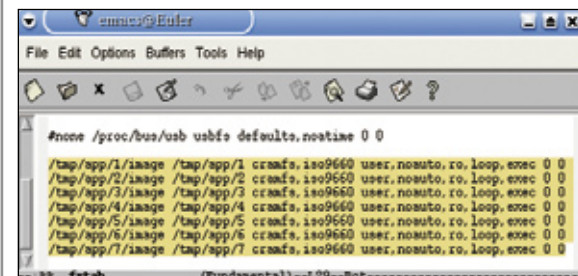 emacs@Euler
File Edit Options Buffers Tools Help
#none /proc/bus/usb usbfs defaults,noatime 0 0
/tmp/app/1/image /tmp/app/1 cramfs,iso9660 user,noauto,ro,loop,exec 0 0
/tmp/app/2/image /tmp/app/2 cramfs,iso9660 user,noauto,ro,loop,exec 0 0
/tmp/app/3/image /tmp/app/3 cramfs,iso9660 user,noauto,ro,loop,exec 0 0
/tmp/app/4/image /tmp/app/4 cramfs,iso9660 user,noauto,ro,loop,exec 0 0
/tmp/app/5/image /tmp/app/5 cramfs,iso9660 user,noauto,ro,loop,exec 0 0
/tmp/app/6/image /tmp/app/6 cramfs,iso9660 user,noauto,ro,loop,exec 0 0
/tmp/app/7/image /tmp/app/7 cramfs,iso9660 user,noauto,ro,loop,exec 0 0
fstab (Fundamental)